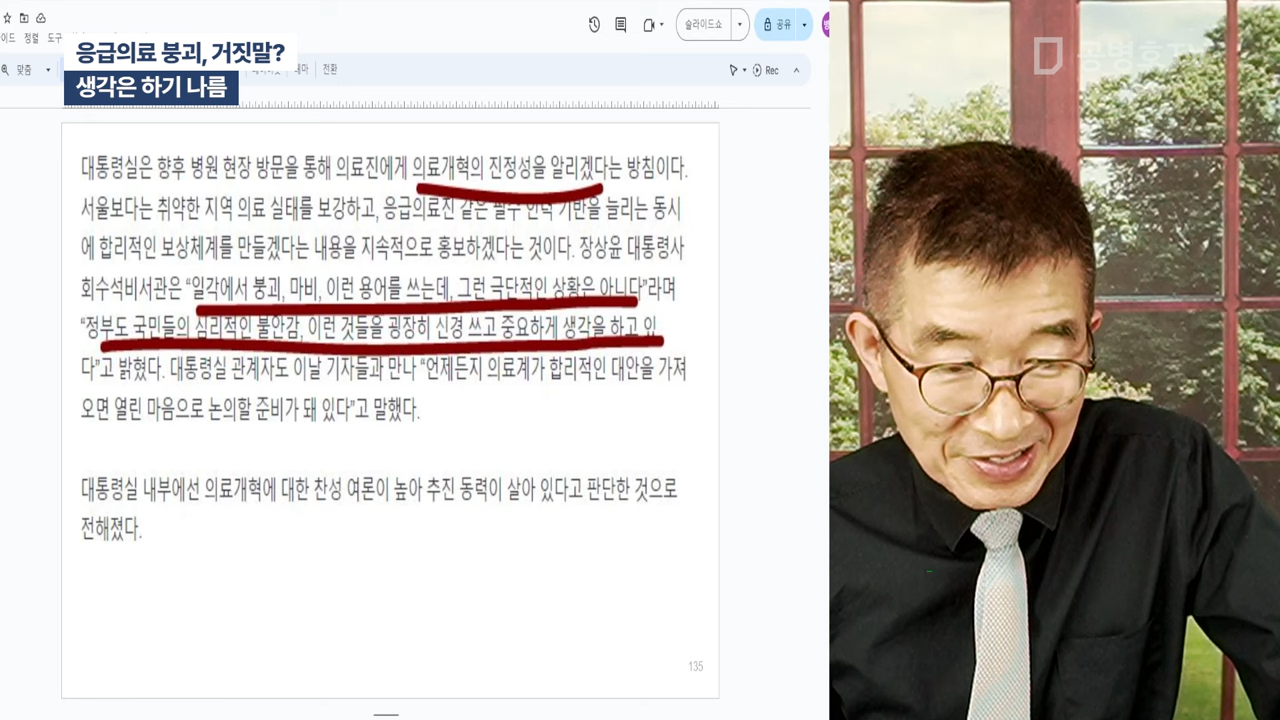 슬라이드쇼
공유
이드 정렬 도구
응급의료 붕괴, 거짓말?
생각은 하기 나름
맞춤
테마
전환
Rec
공병호TV
대통령실은 향후 병원 현장 방문을 통해 의료진에게 의료개혁의 진정성을 알리겠다는 방침이다.
서울보다는 취약한 지역 의료 실태를 보강하고, 응급의료진 같은 필수 인력 기반을 늘리는 동시
에 합리적인 보상체계를 만들겠다는 내용을 지속적으로 홍보하겠다는 것이다. 장상윤 대통령사
회수석비서관은 “일각에서 붕괴, 마비, 이런 용어를 쓰는데, 그런 극단적인 상황은 아니다”라며
“정부도 국민들의 심리적인 불안감, 이런 것들을 굉장히 신경 쓰고 중요하게 생각을 하고 있
다”고 밝혔다. 대통령실 관계자도 이날 기자들과 만나 “언제든지 의료계가 합리적인 대안을 가져
오면 열린 마음으로 논의할 준비가 돼 있다”고 말했다.
대통령실 내부에선 의료개혁에 대한 찬성 여론이 높아 추진 동력이 살아 있다고 판단한 것으로
전해졌다.
135